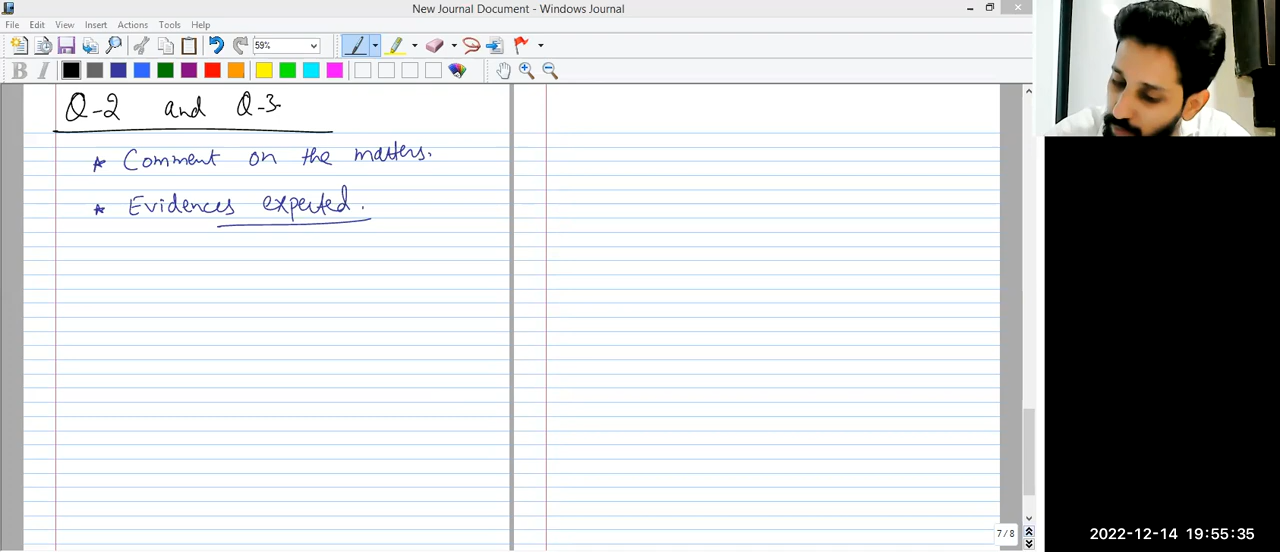 New Journal Document - Windows Journal
File Edit View Insert Actions Tools Help
59%
B I
Q-2 and Q-3
* Comment on the matters.
* Evidences expected.
7 / 8
2022-12-14 19:55:35